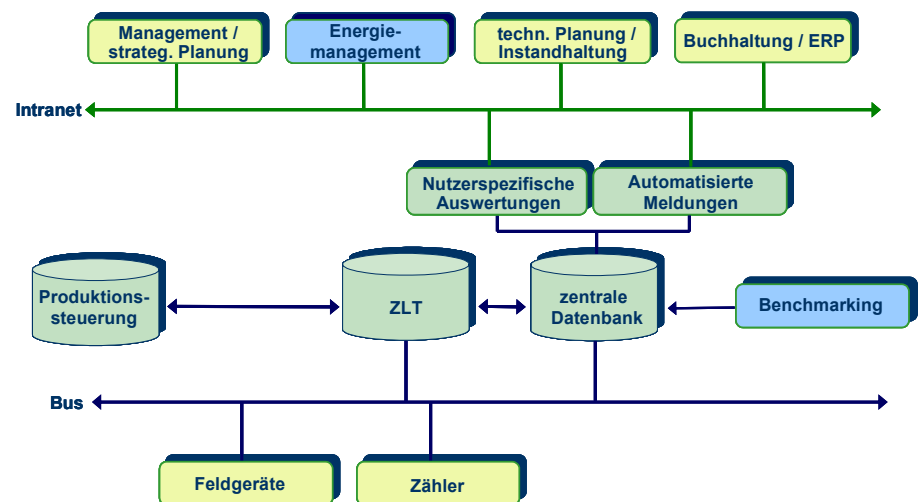 Management /
strateg. Planung
Energie-
management
techn. Planung /
Instandhaltung
Buchhaltung / ERP
Intranet
Nutzerspezifische
Auswertungen
Automatisierte
Meldungen
Produktions-
steuerung
ZLT
zentrale
Datenbank
Benchmarking
Bus
Feldgeräte
Zähler